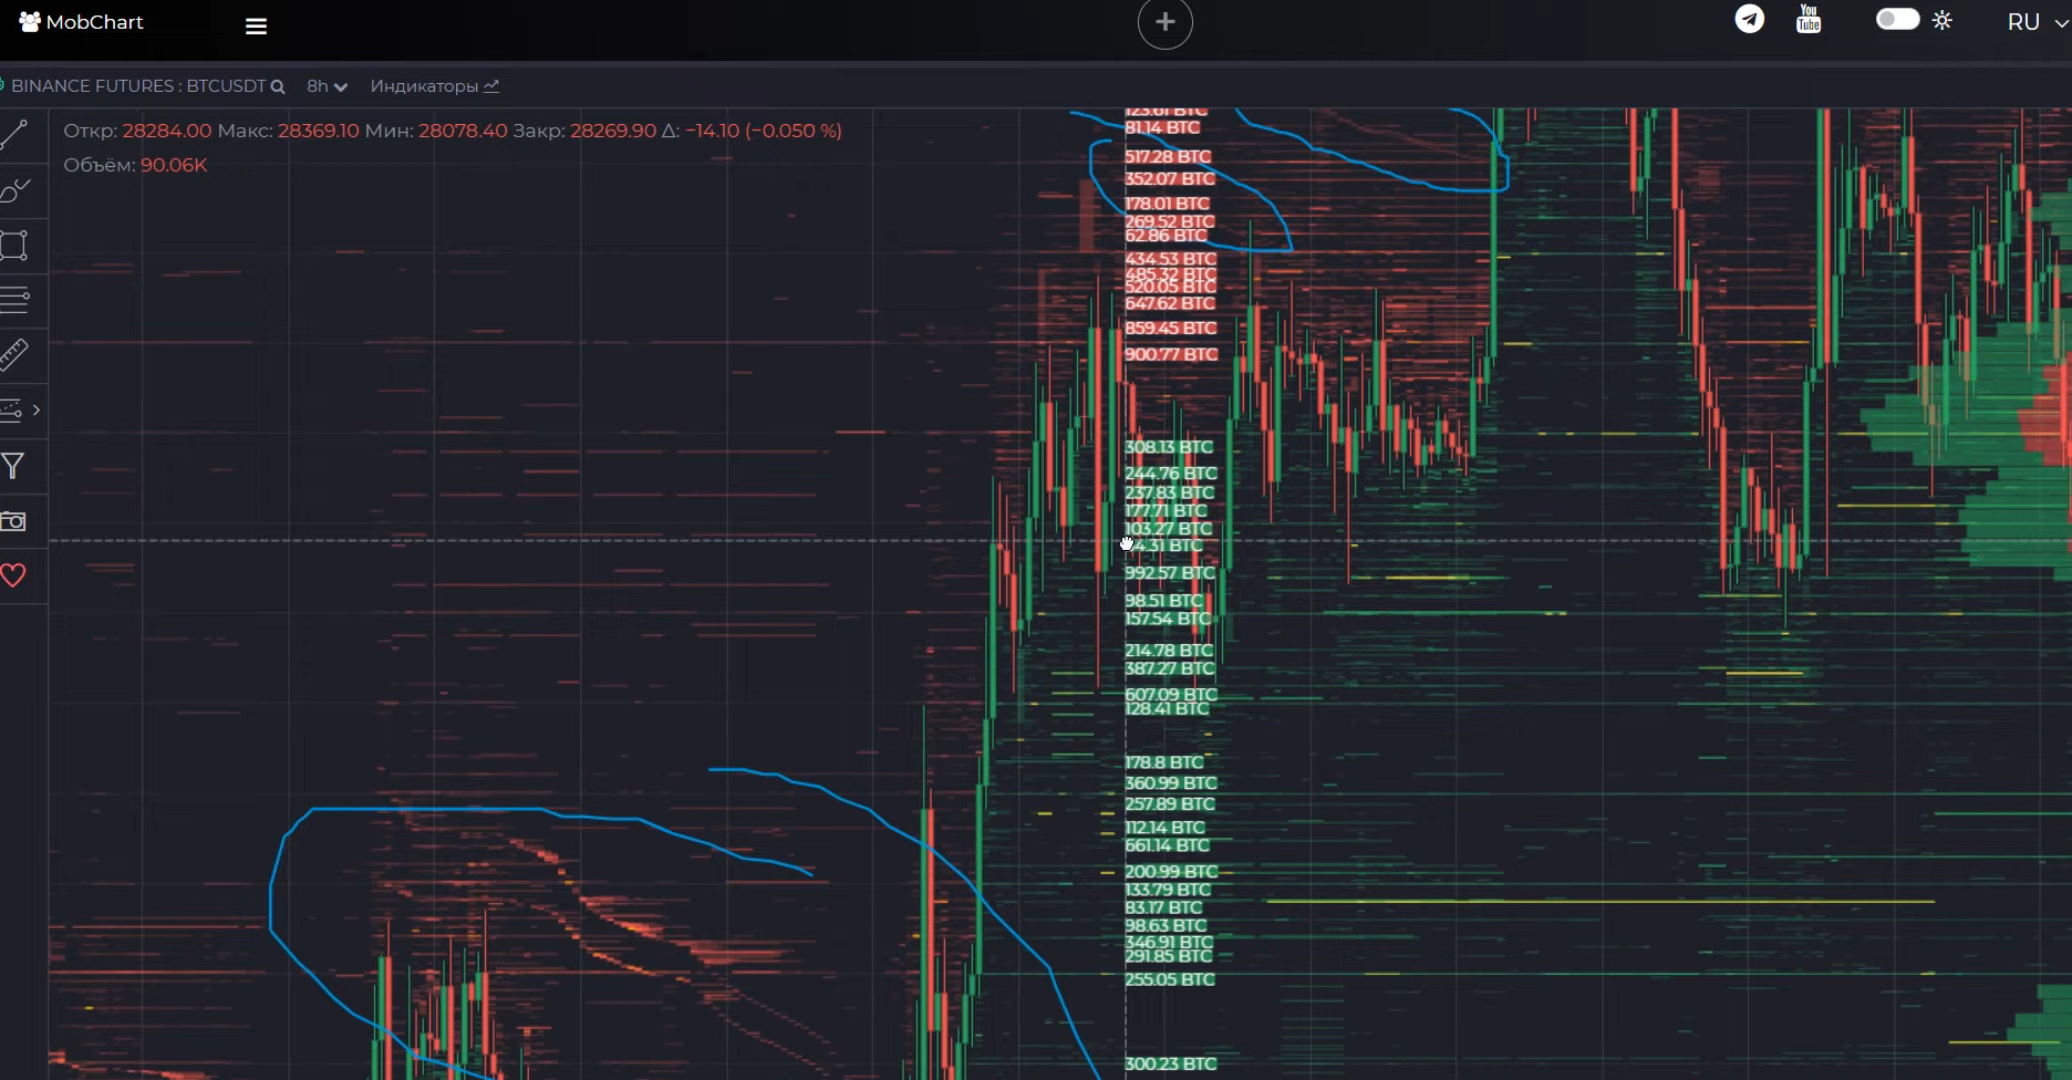 MobChart
You
Tube
RU
BINANCE FUTURES : BTCUSDT 8h Индикаторы
Откр: 28284.00 Макс: 28369.10 Мин: 28078.40 Закр: 28269.90 Δ: −14.10 (−0.050 %)
Объём: 90.06K
123.61 BTC
81.14 BTC
517.28 BTC
352.07 BTC
178.01 BTC
269.52 BTC
62.86 BTC
434.53 BTC
485.32 BTC
520.05 BTC
647.62 BTC
859.45 BTC
900.77 BTC
308.13 BTC
244.76 BTC
237.83 BTC
177.71 BTC
103.27 BTC
BTC
992.57 BTC
98.51 BTC
157.54 BTC
214.78 BTC
387.27 BTC
607.09 BTC
128.41 BTC
178.8 BTC
360.99 BTC
257.89 BTC
112.14 BTC
661.14 BTC
200.99 BTC
133.79 BTC
83.17 BTC
98.63 BTC
346.91 BTC
291.85 BTC
255.05 BTC
300.23 BTC